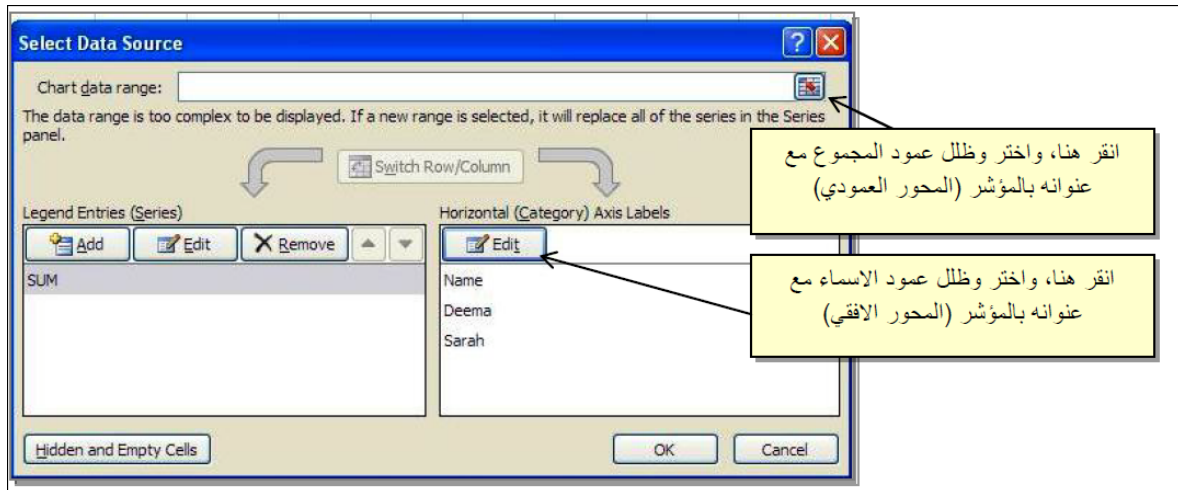 Select Data Source
Chart data range:
The data range is too complex to be displayed. If a new range is selected, it will replace all of the series in the Series
panel.
انقر هنا، واختر وظلل عمود المجموع مع
عنوانه بالمؤشر (المحور العمودي)
Switch Row/Column
Legend Entries (Series)
Add Edit Remove
SUM
Horizontal (Category) Axis Labels
Edit
Name
Deema
Sarah
انقر هنا، واختر وظلل عمود الاسماء مع
عنوانه بالمؤشر (المحور الافقي)
Hidden and Empty Cells
OK
Cancel